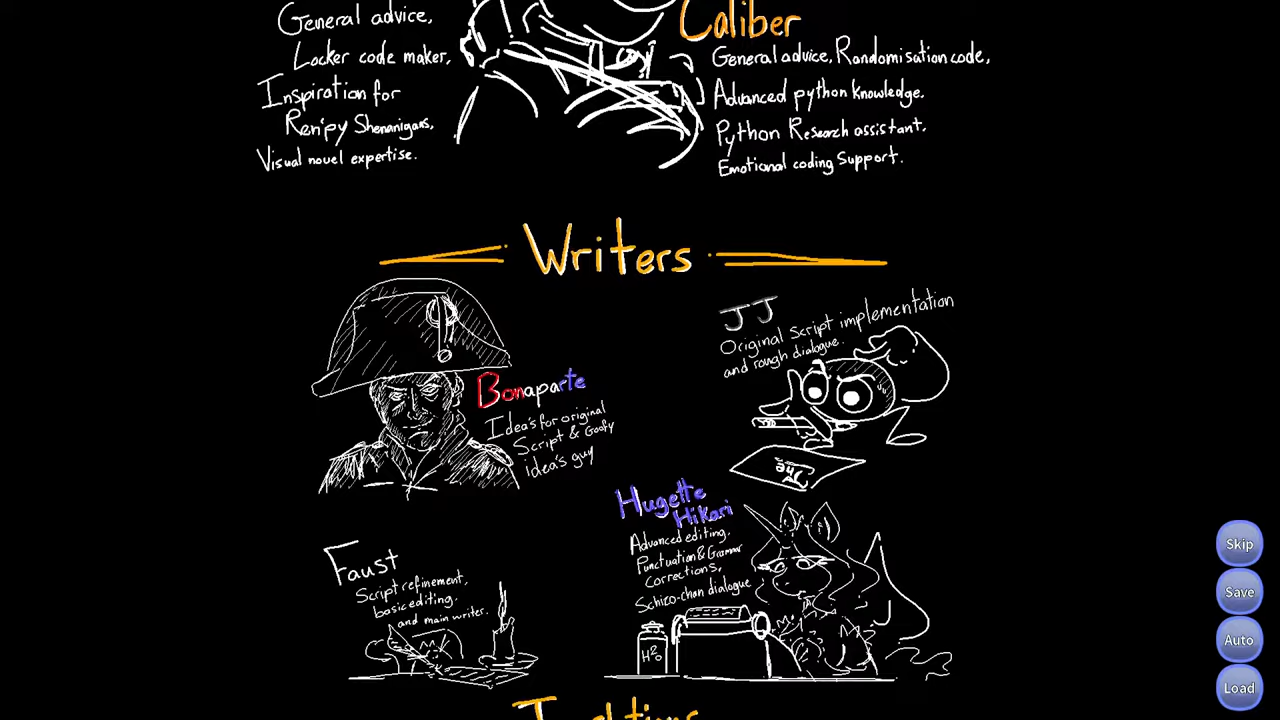 General advice,
Locker code maker,
Inspiration for
Ren'py Shenanigans,
Visual novel expertise.
Caliber
General advice, Randomisation code,
Advanced python knowledge.
Python Research assistant.
Emotional coding Support.
Writers
Bonaparte
Idea's for original
Script & Goofy
idea's guy
JJ
Original Script implementation
and rough dialogue.
The
Faust
Script refinement,
basic editing.
and main writer.
Hugette
Hikari
Advanced editing.
Punctuation & Grammar
Corrections,
Schizo-chan dialogue
H²O
Skip
Save
Auto
Load